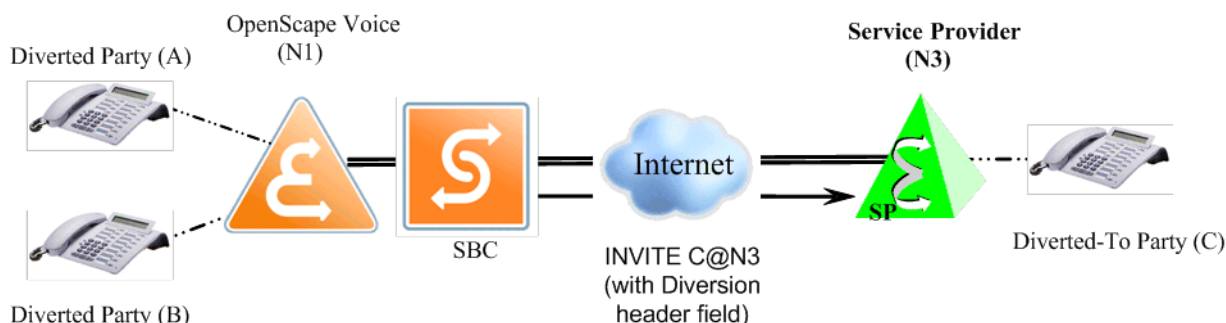 OpenScape Voice
(N1)
Diverted Party (A)
Service Provider
(N3)
Internet
SP
SBC
INVITE C@N3
(with Diversion
header field)
Diverted-To Party (C)
Diverted Party (B)